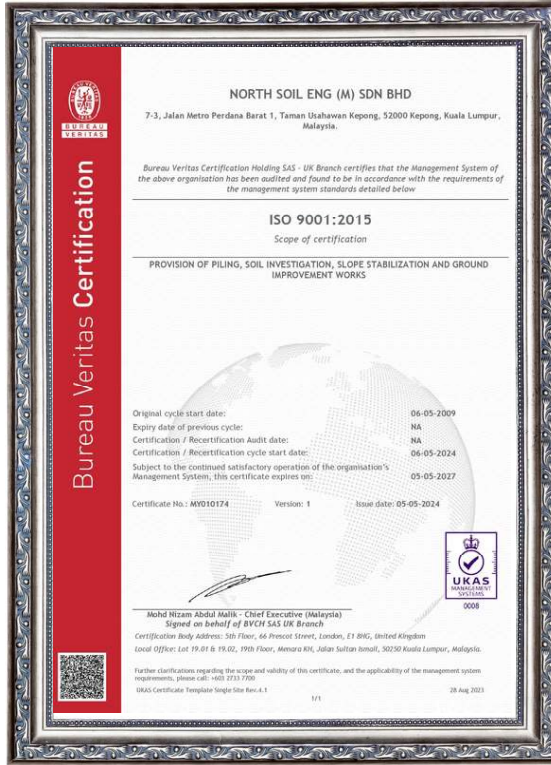 BUREAU
VERITAS
Bureau Veritas Certification
NORTH SOIL ENG (M) SDN BHD
7-3, Jalan Metro Perdana Barat 1, Taman Usahawan Kepong, 52000 Kepong, Kuala Lumpur,
Malaysia.
Bureau Veritas Certification Holding SAS - UK Branch certifies that the Management System of
the above organisation has been audited and found to be in accordance with the requirements of
the management system standards detailed below
ISO 9001:2015
Scope of certification
PROVISION OF PILING, SOIL INVESTIGATION, SLOPE STABILIZATION AND GROUND
IMPROVEMENT WORKS
Original cycle start date: 06-05-2009
Expiry date of previous cycle: NA
Certification / Recertification Audit date: NA
Certification / Recertification cycle start date: 06-05-2024
Subject to the continued satisfactory operation of the organisation's
Management System, this certificate expires on: 05-05-2027
Certificate No.: MY010174 Version: 1 Issue date: 05-05-2024
UKAS
MANAGEMENT
SYSTEMS
0008
Mohd Nizam Abdul Malik - Chief Executive (Malaysia)
Signed on behalf of BVCH SAS UK Branch
Certification Body Address: 5th Floor, 66 Prescot Street, London, E1 8HG, United Kingdom
Local Office: Lot 19.01 & 19.02, 19th Floor, Menara KH, Jalan Sultan Ismail, 50250 Kuala Lumpur, Malaysia.
Further clarifications regarding the scope and validity of this certificate, and the applicability of the management system
requirements, please call: +603 2733 7700
UKAS Certificate Template Single Site Rev.4.1 1/1 28 Aug 2023